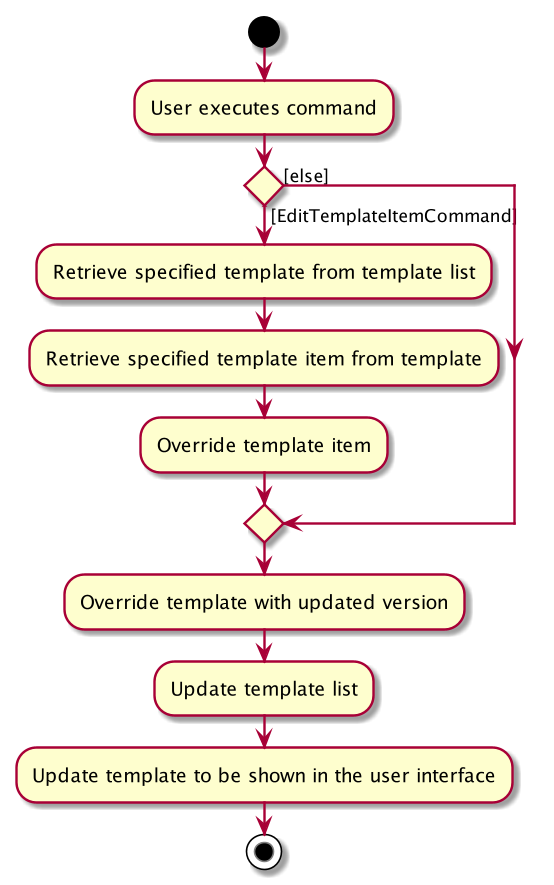 User executes command
[else]
[EditTemplateItemCommand]
Retrieve specified template from template list
Retrieve specified template item from template
Override template item
Override template with updated version
Update template list
Update template to be shown in the user interface